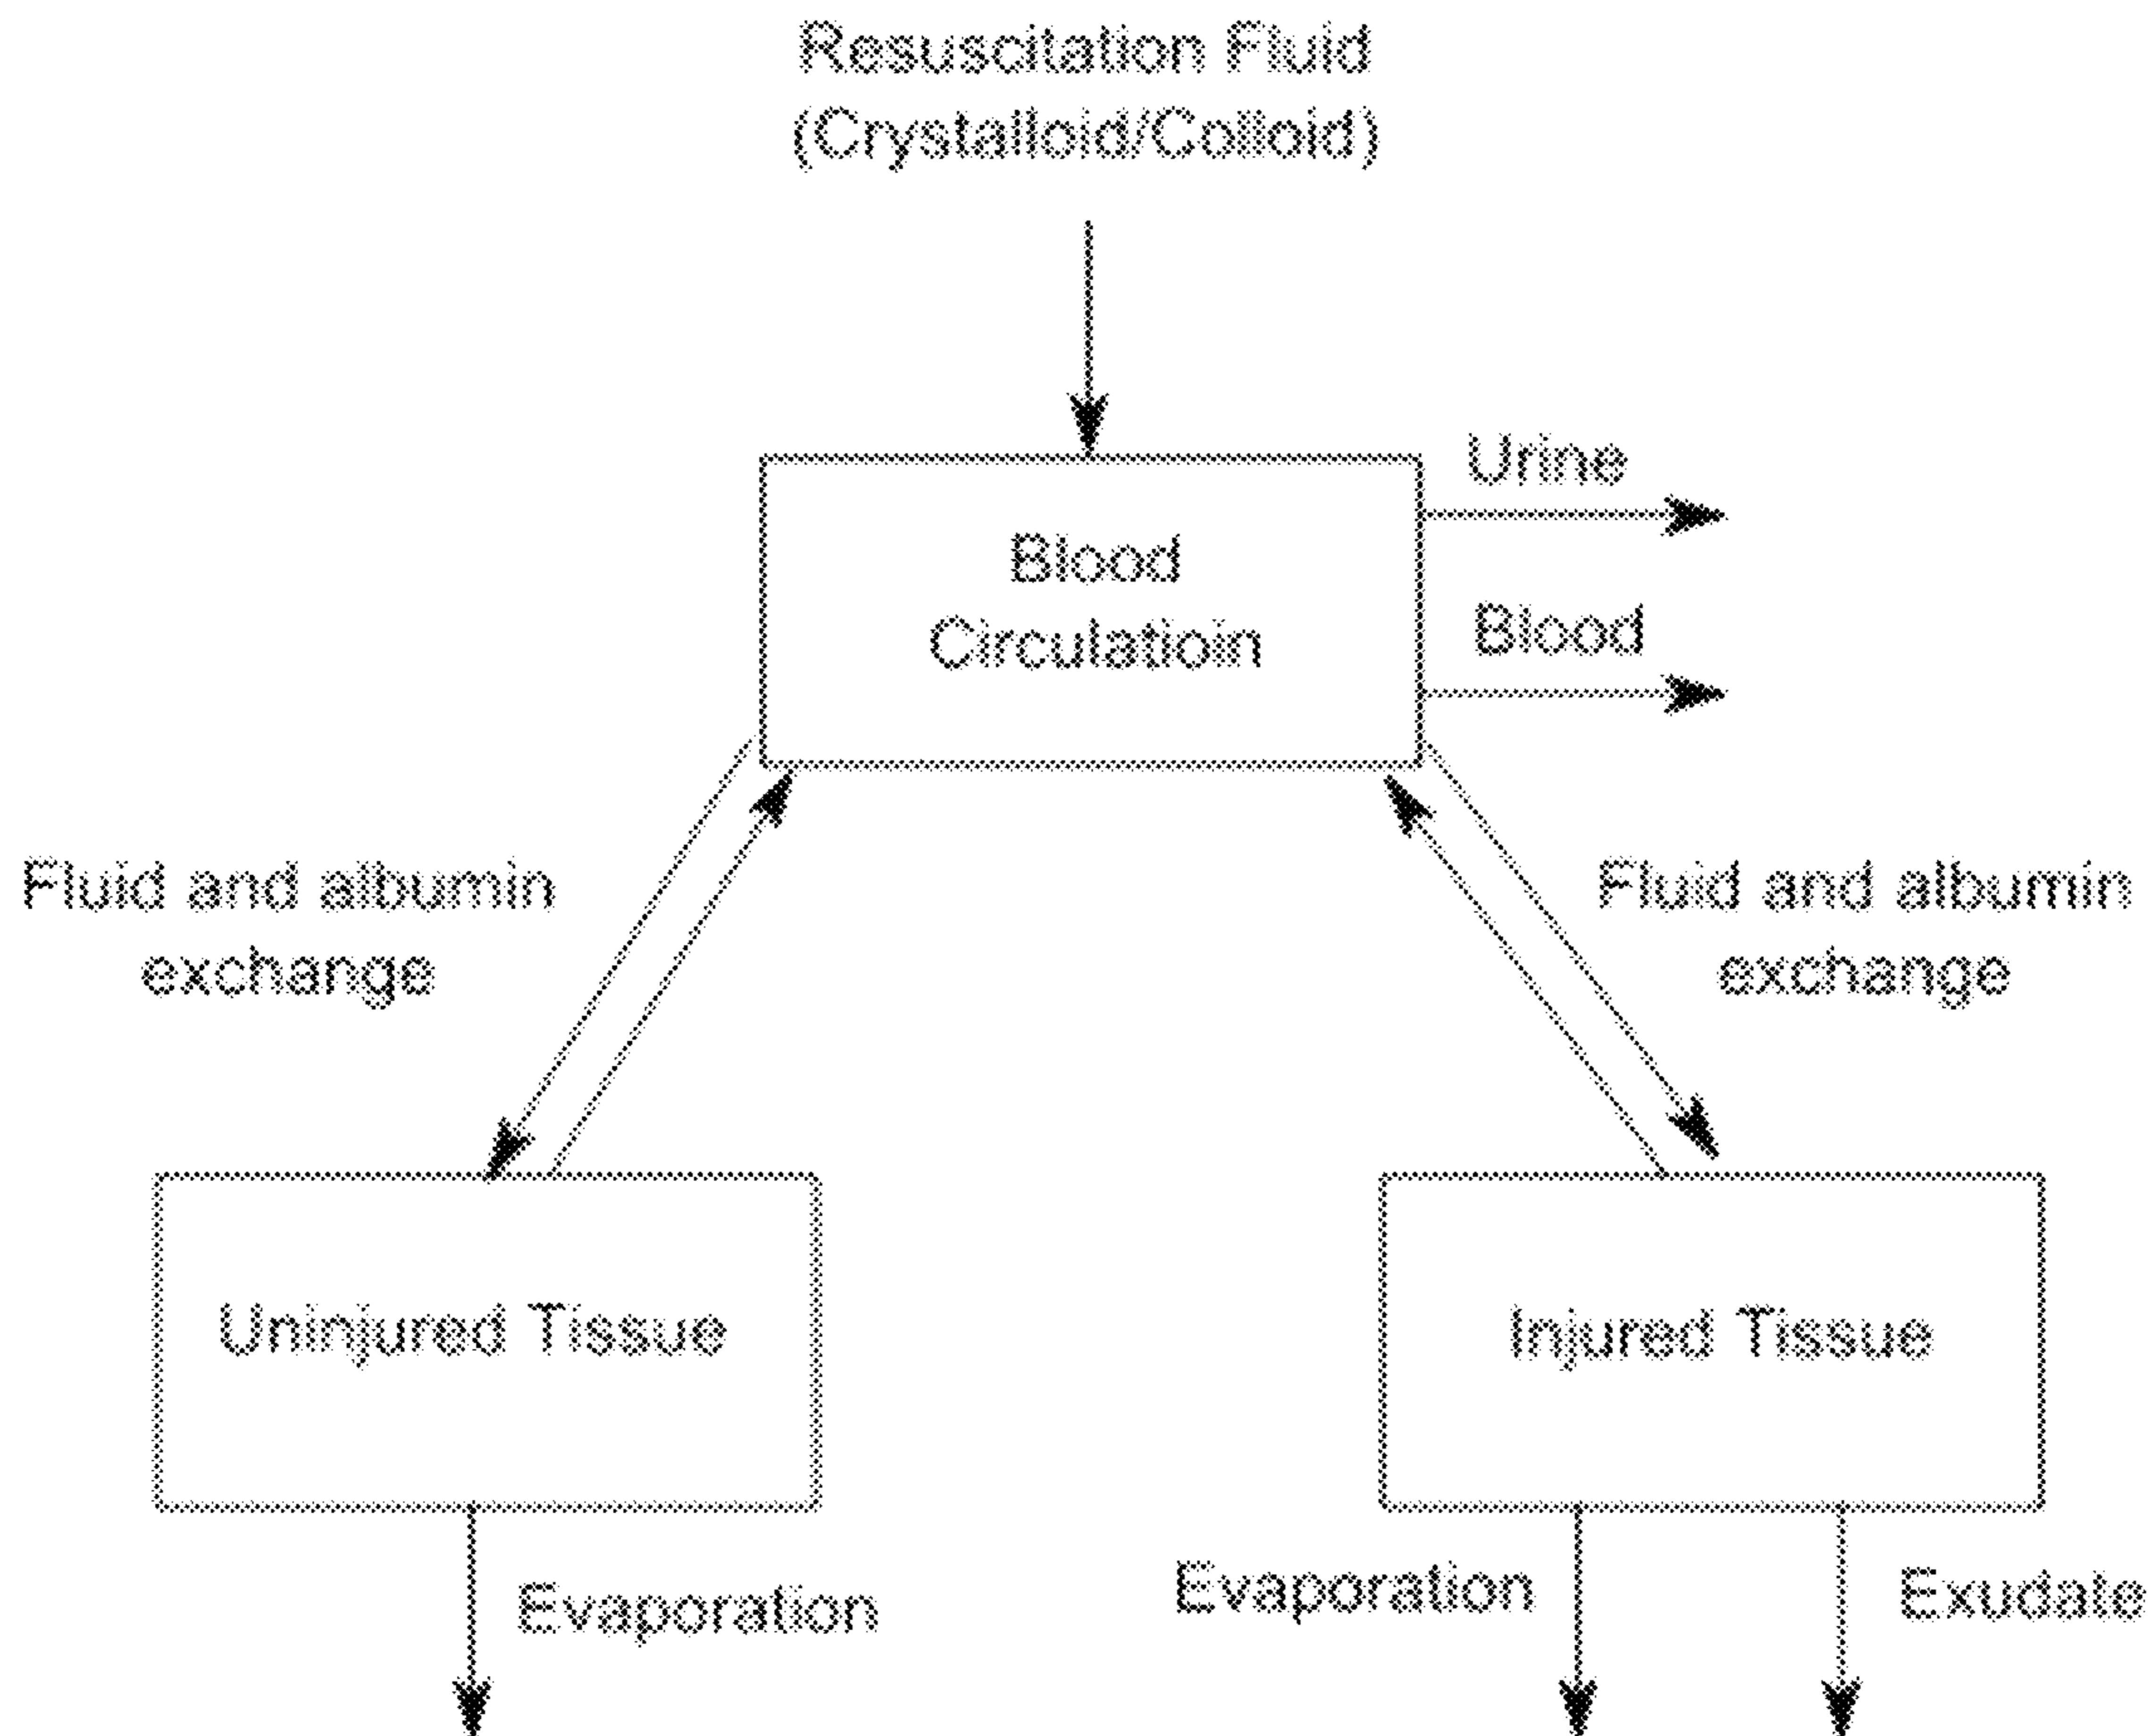 Resuscitation Fluid
(Crystalloid/Colloid)
Urine
Blood
Circulatioin
Blood
Fluid and albumin
exchange
Fluid and albumin
exchange
Uninjured Tissue
Injured Tissue
Evaporation
Evaporation
Exudate